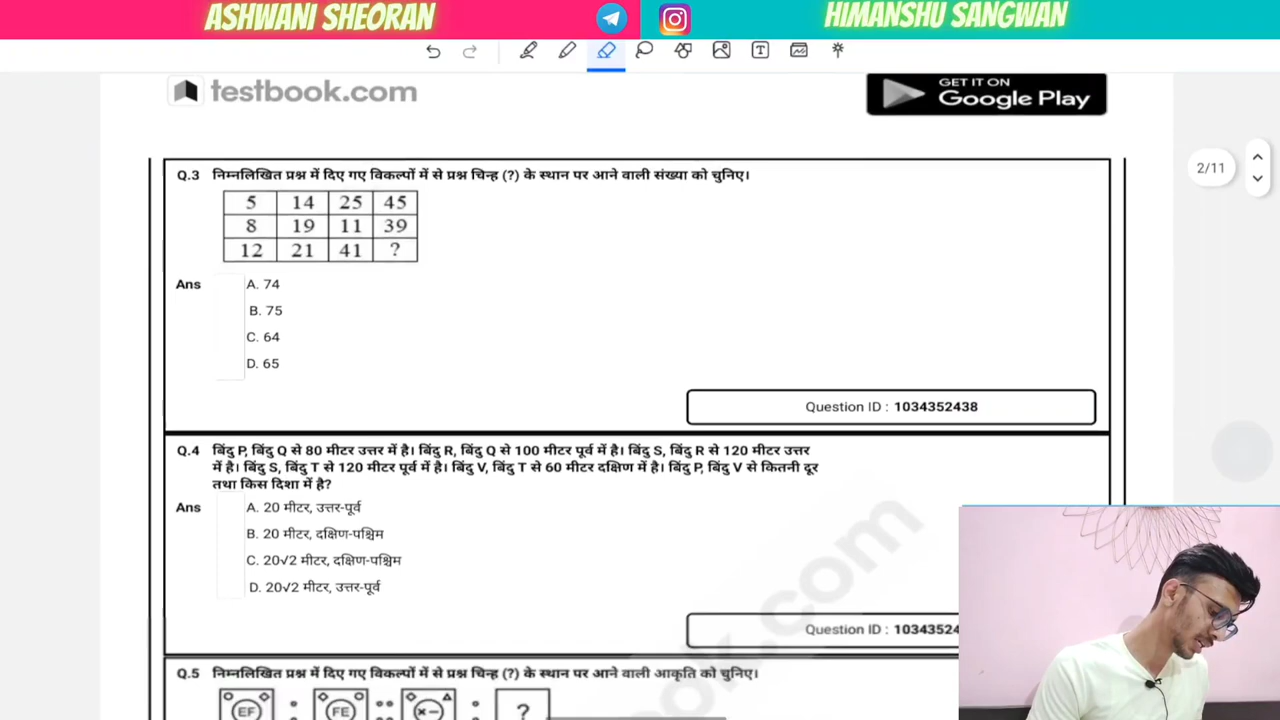 ASHWANI SHEORAN
HIMANSHU SANGWAN
testbook.com
GET IT ON
Google Play
2/11
Q.3 निम्नलिखित प्रश्न में दिए गए विकल्पों में से प्रश्न चिन्ह (?) के स्थान पर आने वाली संख्या को चुनिए।
5 14 25 45
8 19 11 39
12 21 41 ?
Ans A. 74
B. 75
C. 64
D. 65
Question ID : 1034352438
Q.4 बिंदु P, बिंदु Q से 80 मीटर उत्तर में है। बिंदु R, बिंदु Q से 100 मीटर पूर्व में है। बिंदु S, बिंदु R से 120 मीटर उत्तर
में है। बिंदु S, बिंदु T से 120 मीटर पूर्व में है। बिंदु V, बिंदु T से 60 मीटर दक्षिण में है। बिंदु P, बिंदु V से कितनी दूर
तथा किस दिशा में है?
Ans A. 20 मीटर, उत्तर-पूर्व
B. 20 मीटर, दक्षिण-पश्चिम
C. 20√2 मीटर, दक्षिण-पश्चिम
D. 20√2 मीटर, उत्तर-पूर्व
Question ID : 10343524
Q.5 निम्नलिखित प्रश्न में दिए गए विकल्पों में से प्रश्न चिन्ह (?) के स्थान पर आने वाली आकृति को चुनिए।
EF : FE :: ×− : ?
ok.com